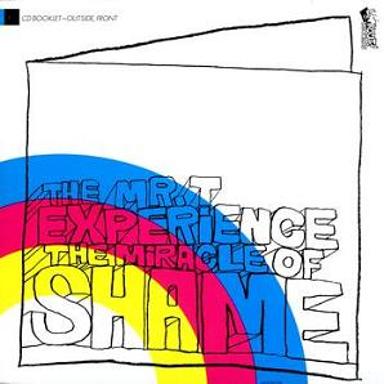 CD BOOKLET—OUTSIDE, FRONT
THE MR. T
EXPERIENCE
THE MIRACLE OF
SHAME